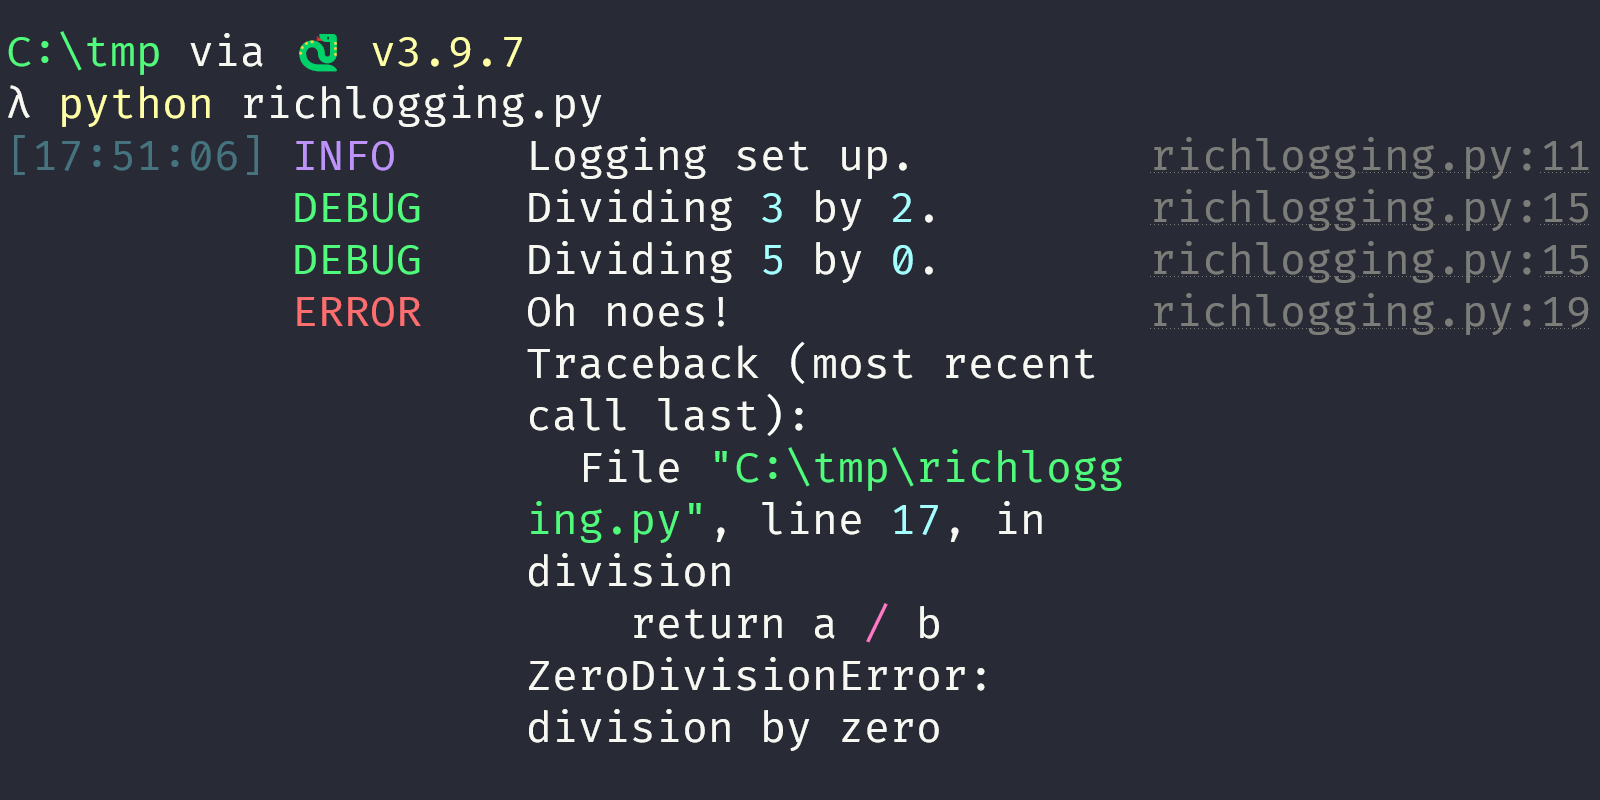 C:\tmp via 🐍 v3.9.7
λ python richlogging.py
[17:51:06] INFO Logging set up. richlogging.py:11
DEBUG Dividing 3 by 2. richlogging.py:15
DEBUG Dividing 5 by 0. richlogging.py:15
ERROR Oh noes! richlogging.py:19
Traceback (most recent
call last):
File "C:\tmp\richlogg
ing.py", line 17, in
division
return a / b
ZeroDivisionError:
division by zero